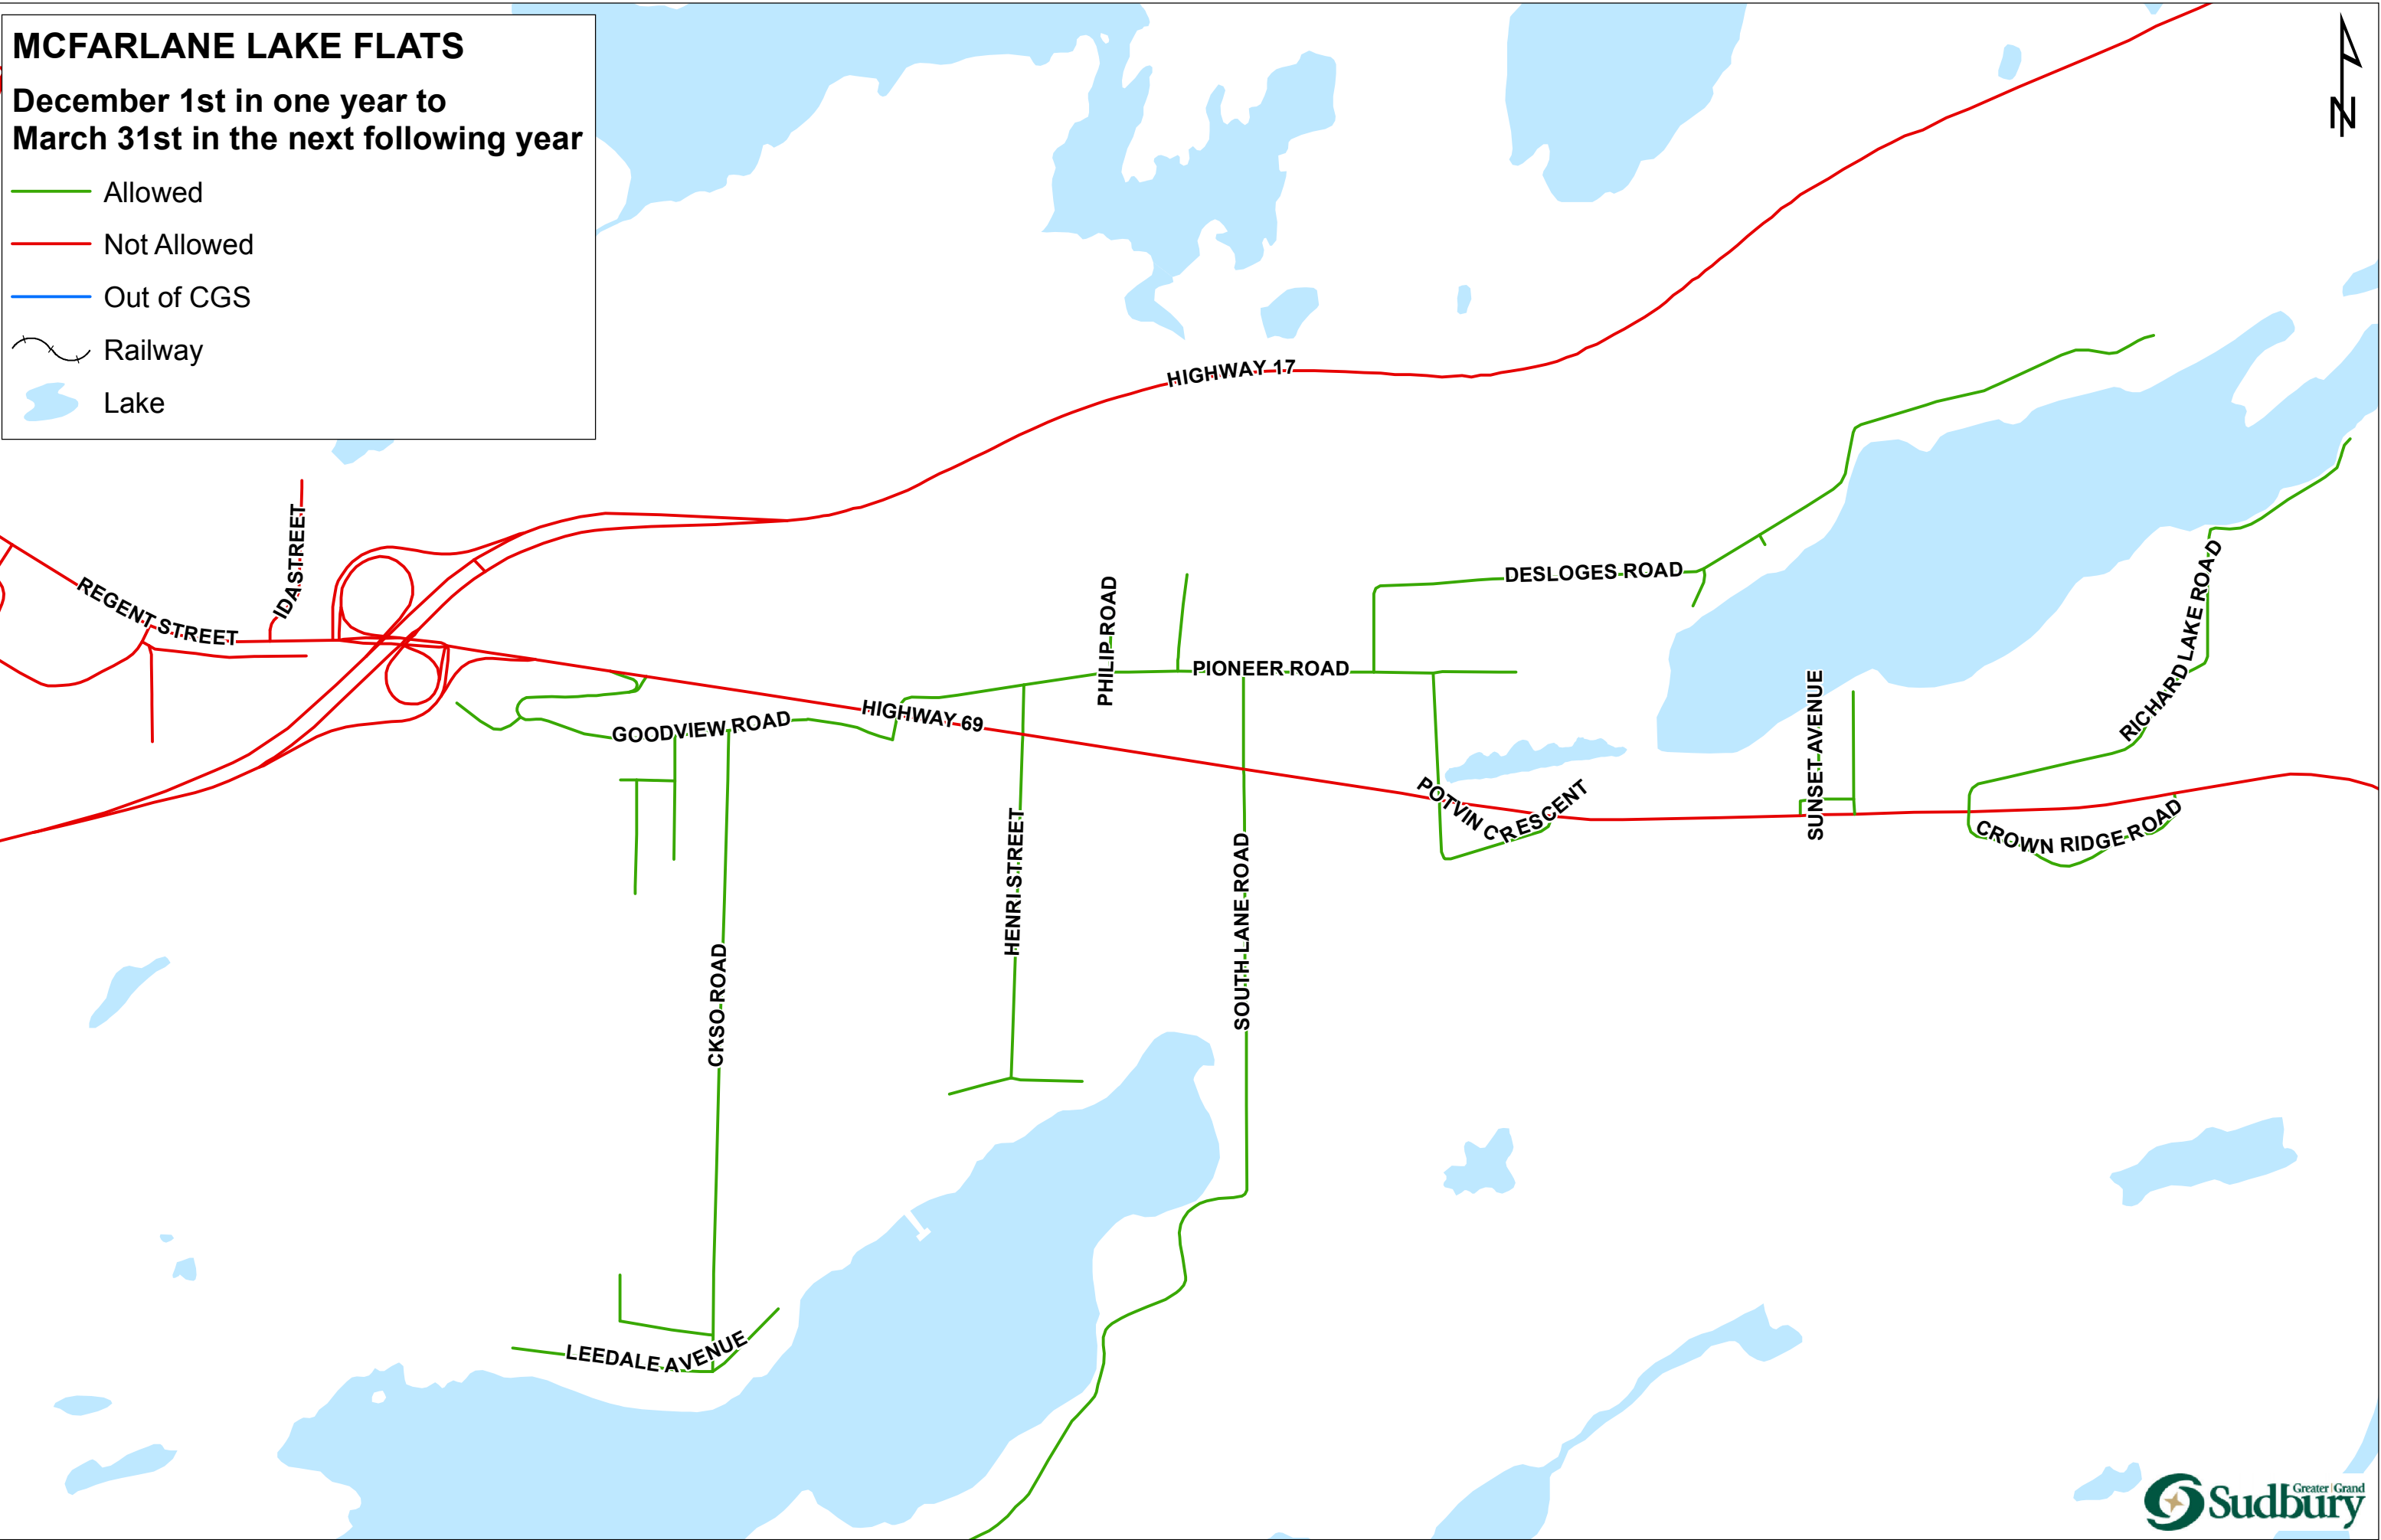 MCFARLANE LAKE FLATS
December 1st in one year to
March 31st in the next following year
Allowed
Not Allowed
Out of CGS
Railway
Lake
N
HIGHWAY 17
IDA STREET
REGENT STREET
DESLOGES ROAD
PHILIP ROAD
PIONEER ROAD
RICHARD LAKE ROAD
GOODVIEW ROAD
HIGHWAY 69
SUNSET AVENUE
POTVIN CRESCENT
CROWN RIDGE ROAD
HENRI STREET
SOUTH LANE ROAD
CKSO ROAD
LEEDALE AVENUE
Greater | Grand
Sudbury